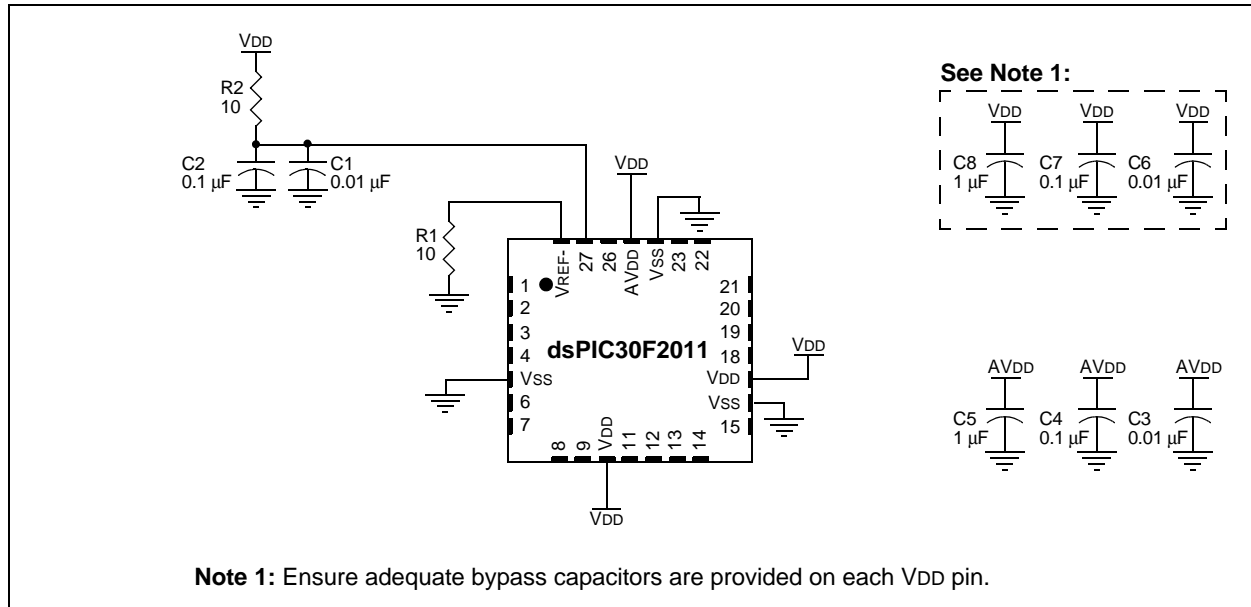 VDD
R2
10
C2
0.1 µF
C1
0.01 µF
R1
10
VDD
See Note 1:
VDD
VDD
VDD
C8
1 µF
C7
0.1 µF
C6
0.01 µF
VREF-
27
26
AVDD
VSS
23
22
1
2
3
4
VSS
6
7
dsPIC30F2011
21
20
19
18
VDD
VSS
15
VDD
8
9
VDD
11
12
13
14
VDD
AVDD
AVDD
AVDD
C5
1 µF
C4
0.1 µF
C3
0.01 µF
Note 1: Ensure adequate bypass capacitors are provided on each VDD pin.